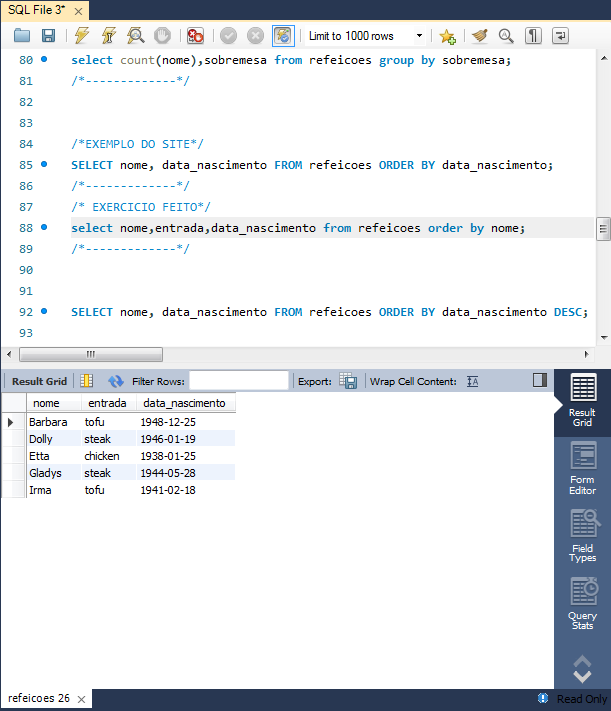 SQL File 3*
Limit to 1000 rows
80 select count(nome),sobremesa from refeicoes group by sobremesa;
81 /*-------------*/
82
83
84 /*EXEMPLO DO SITE*/
85 SELECT nome, data_nascimento FROM refeicoes ORDER BY data_nascimento;
86 /*-------------*/
87 /* EXERCICIO FEITO*/
88 select nome,entrada,data_nascimento from refeicoes order by nome;
89 /*-------------*/
90
91
92 SELECT nome, data_nascimento FROM refeicoes ORDER BY data_nascimento DESC;
93
Result Grid Filter Rows: Export: Wrap Cell Content:
nome entrada data_nascimento
Barbara tofu 1948-12-25
Dolly steak 1946-01-19
Etta chicken 1938-01-25
Gladys steak 1944-05-28
Irma tofu 1941-02-18
Result
Grid
Form
Editor
Field
Types
Query
Stats
refeicoes 26
Read Only